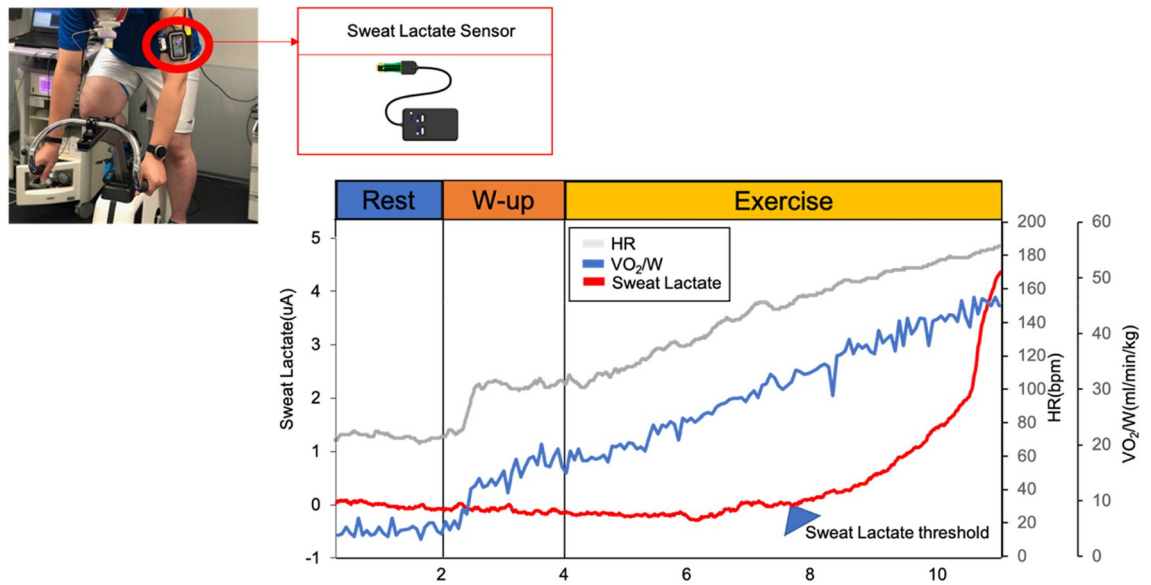 Sweat Lactate Sensor
Rest W-up Exercise
HR
VO₂/W
Sweat Lactate
Sweat Lactate(uA)
5
4
3
2
1
0
-1
200
180
160
140
120
100
80
60
40
20
0
HR(bpm)
60
50
40
30
20
10
0
VO₂/W(ml/min/kg)
Sweat Lactate threshold
2 4 6 8 10